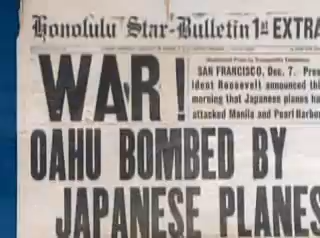 Honolulu Star-Bulletin 1st EXTRA
WAR!
SAN FRANCISCO, Dec. 7. Pres
ident Roosevelt announced thi
morning that Japanese planes ha
attacked Manila and Pearl Harbor
OAHU BOMBED BY
JAPANESE PLANES